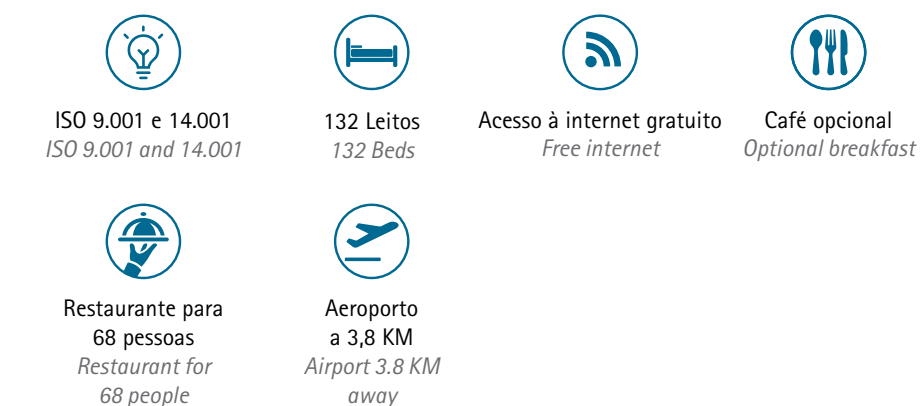 ISO 9.001 e 14.001
ISO 9.001 and 14.001
132 Leitos
132 Beds
Acesso à internet gratuito
Free internet
Café opcional
Optional breakfast
Restaurante para
68 pessoas
Restaurant for
68 people
Aeroporto
a 3,8 KM
Airport 3.8 KM
away